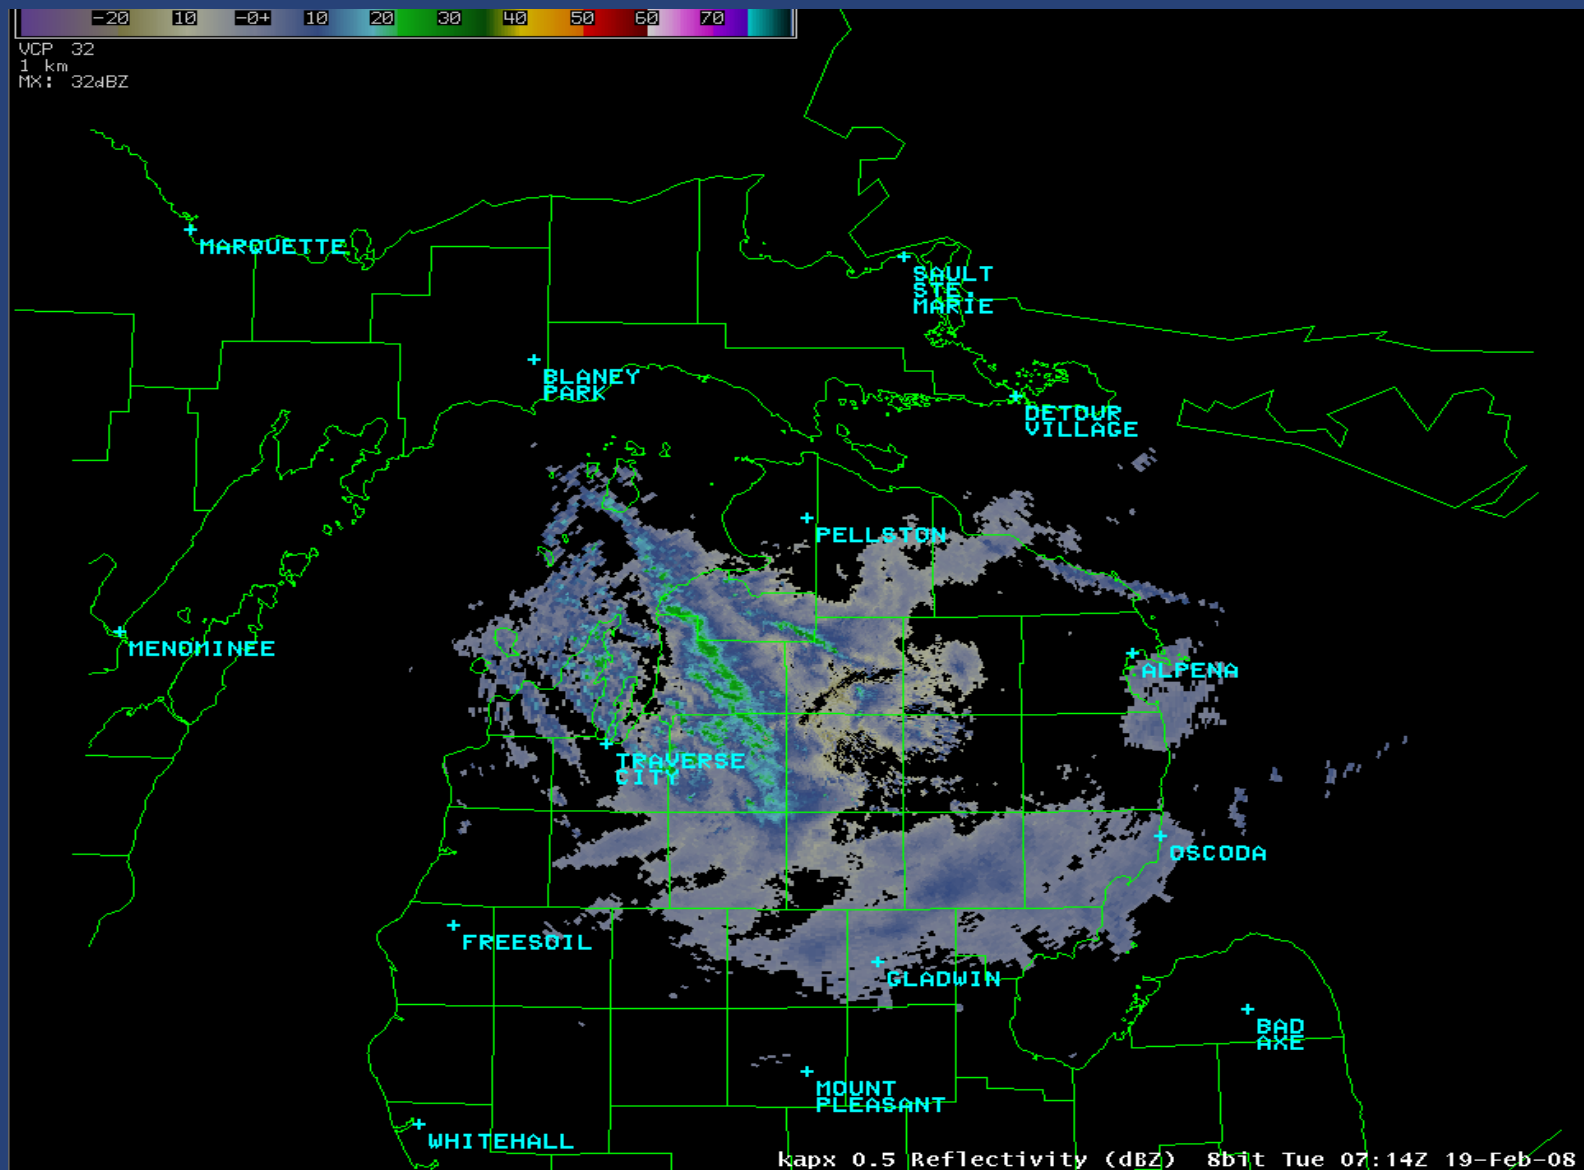 -20 10 -0+ 10 20 30 40 50 60 70
VCP 32
1 km
MX: 32dBZ
MARQUETTE
SAULT
STE.
MARIE
BLANEY
PARK
DETOUR
VILLAGE
PELLSTON
MENOMINEE
ALPENA
TRAVERSE
CITY
OSCODA
FREESOIL
GLADWIN
BAD
AXE
MOUNT
PLEASANT
WHITEHALL
kapx 0.5 Reflectivity (dBZ) 8bit Tue 07:14Z 19-Feb-08